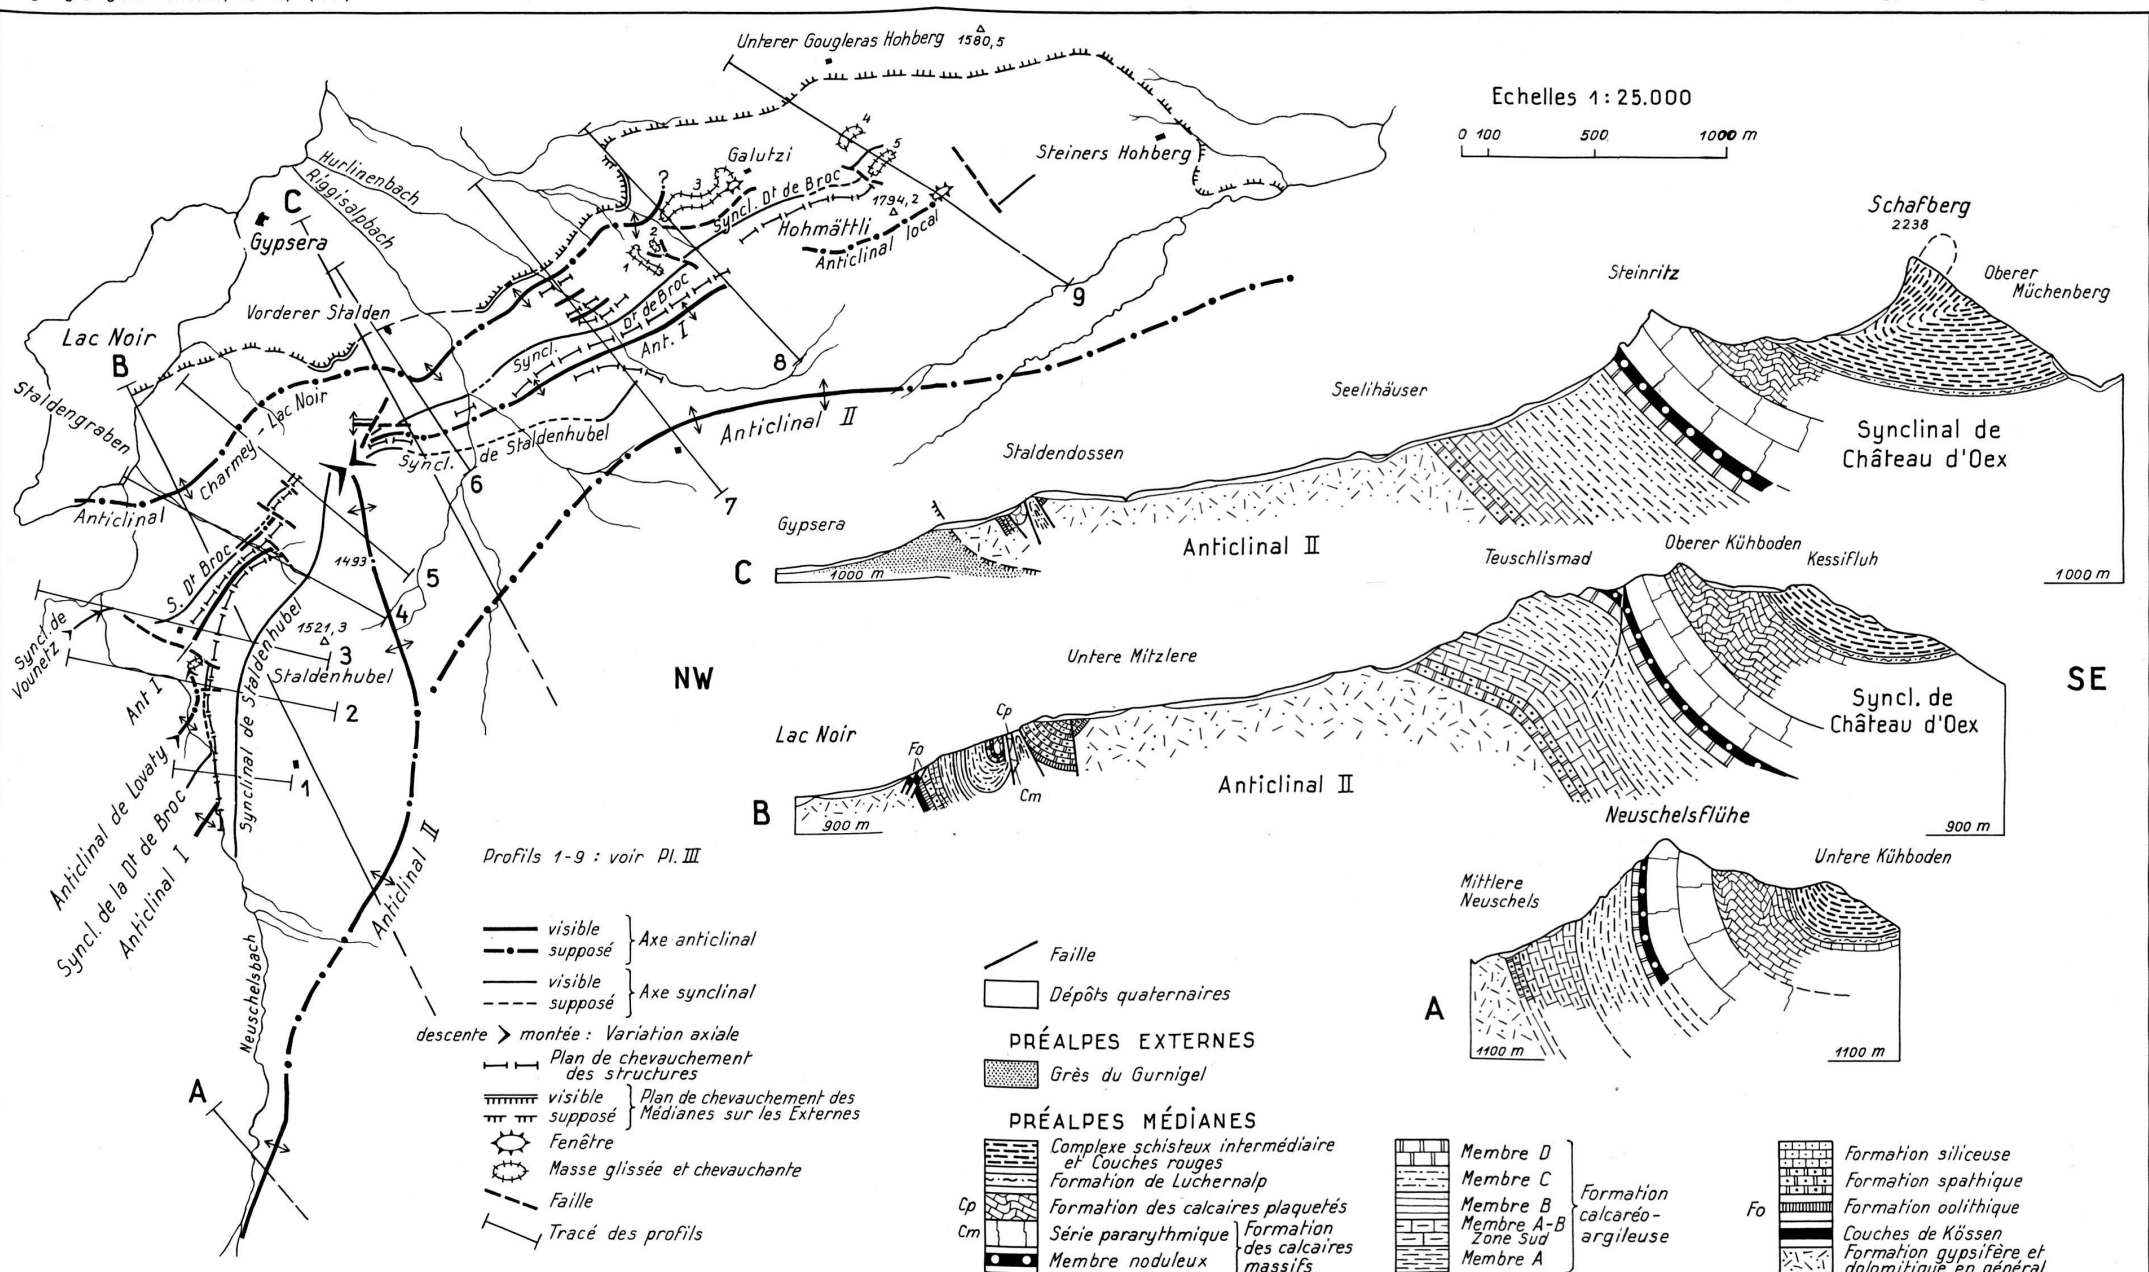 Unterer Gougleras Hohberg 1580,5
Echelles 1:25.000
0 100 500 1000 m
Hurlinenbach
Riggisalpbach
C
Gypsera
Galutzi
Steiners Hohberg
1
2
3
4
5
?
Syncl. Dt de Broc
1794,2
Hohmättli
Anticlinal local
Vorderer Stalden
Lac Noir
B
Staldengraben
Anticlinal Charmey - Lac Noir
Syncl. Dt de Broc
Ant. I
Syncl. de Staldenhubel
Anticlinal II
9
8
7
6
5
4
3
2
1
1493
S. Dt Broc
1521,3
Staldenhubel
Syncl. de
Vounetz
Ant I
Synclinal de Staldenhubel
Anticlinal de Lovaty
Syncl. de la Dt de Broc
Anticlinal I
Anticlinal II
Neuschelsbach
A
Schafberg
2238
Steinritz
Oberer
Müchenberg
Seelihäuser
Staldendossen
Gypsera
Synclinal de
Château d'Oex
Anticlinal II
C
1000 m
1000 m
NW
SE
Teuschlismad
Oberer Kühboden
Kessifluh
Untere Mitzlere
Lac Noir
Fo
Cp
Cm
Syncl. de
Château d'Oex
Anticlinal II
B
900 m
900 m
Neuschelsflühe
Untere Kühboden
Mittlere
Neuschels
A
1100 m
1100 m
Profils 1-9 : voir Pl. III
visible
supposé
Axe anticlinal
visible
supposé
Axe synclinal
descente montée : Variation axiale
Plan de chevauchement
des structures
visible
supposé
Plan de chevauchement des
Médianes sur les Externes
Fenêtre
Masse glissée et chevauchante
Faille
Tracé des profils
Faille
Dépôts quaternaires
PRÉALPES EXTERNES
Grès du Gurnigel
PRÉALPES MÉDIANES
Complexe schisteux intermédiaire
et Couches rouges
Formation de Luchernalp
Cp Formation des calcaires plaquetés
Cm Série pararythmique
Membre noduleux
Formation
des calcaires
massifs
Membre D
Membre C
Membre B
Membre A-B
Zone Sud
Membre A
Formation
calcaréo-
argileuse
Formation siliceuse
Formation spathique
Fo Formation oolithique
Couches de Kössen
Formation gypsifère et
dolomitique en général